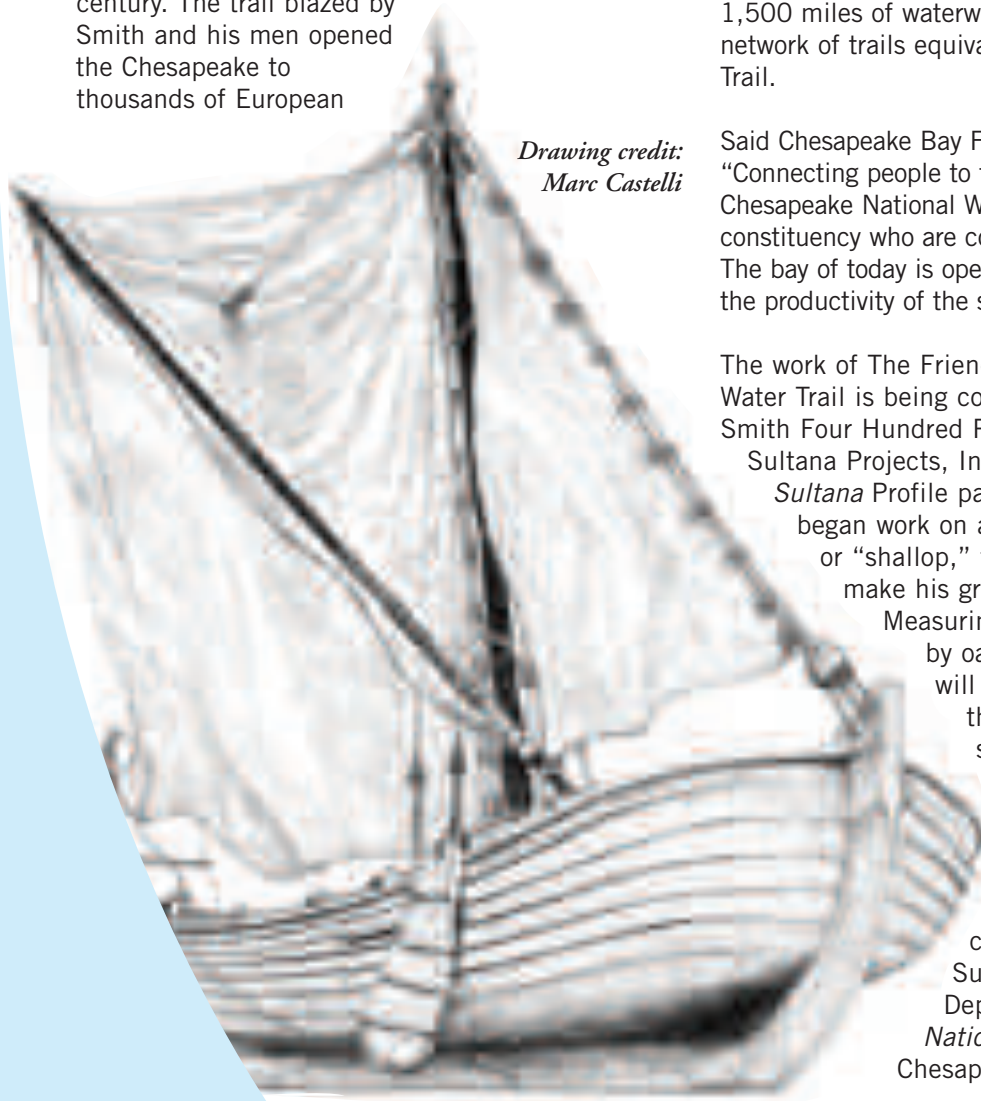 century. The trail blazed by
Smith and his men opened
the Chesapeake to
thousands of European
Drawing credit:
Marc Castelli
1,500 miles of waterw
network of trails equiva
Trail.
Said Chesapeake Bay F
“Connecting people to t
Chesapeake National W
constituency who are co
The bay of today is ope
the productivity of the s
The work of The Frien
Water Trail is being co
Smith Four Hundred P
Sultana Projects, In
Sultana Profile pa
began work on a
or “shallop,”
make his gr
Measurin
by oa
will
th
s
c
Su
Dep
Natio
Chesap